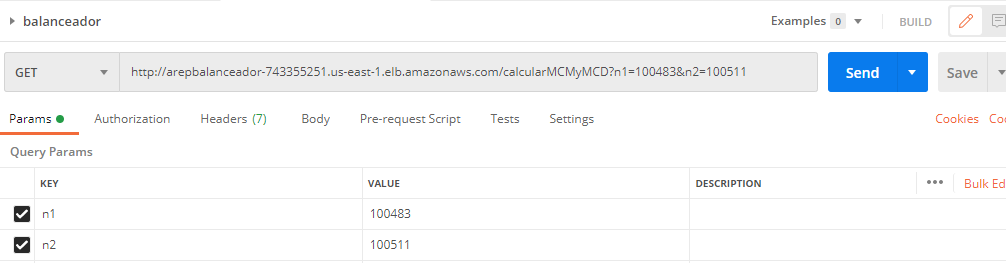 balanceador
Examples 0 BUILD
GET http://arepbalanceador-743355251.us-east-1.elb.amazonaws.com/calcularMCMyMCD?n1=100483&n2=100511 Send Save
Params Authorization Headers (7) Body Pre-request Script Tests Settings Cookies Co
Query Params
KEY VALUE DESCRIPTION ••• Bulk Ed
n1 100483
n2 100511